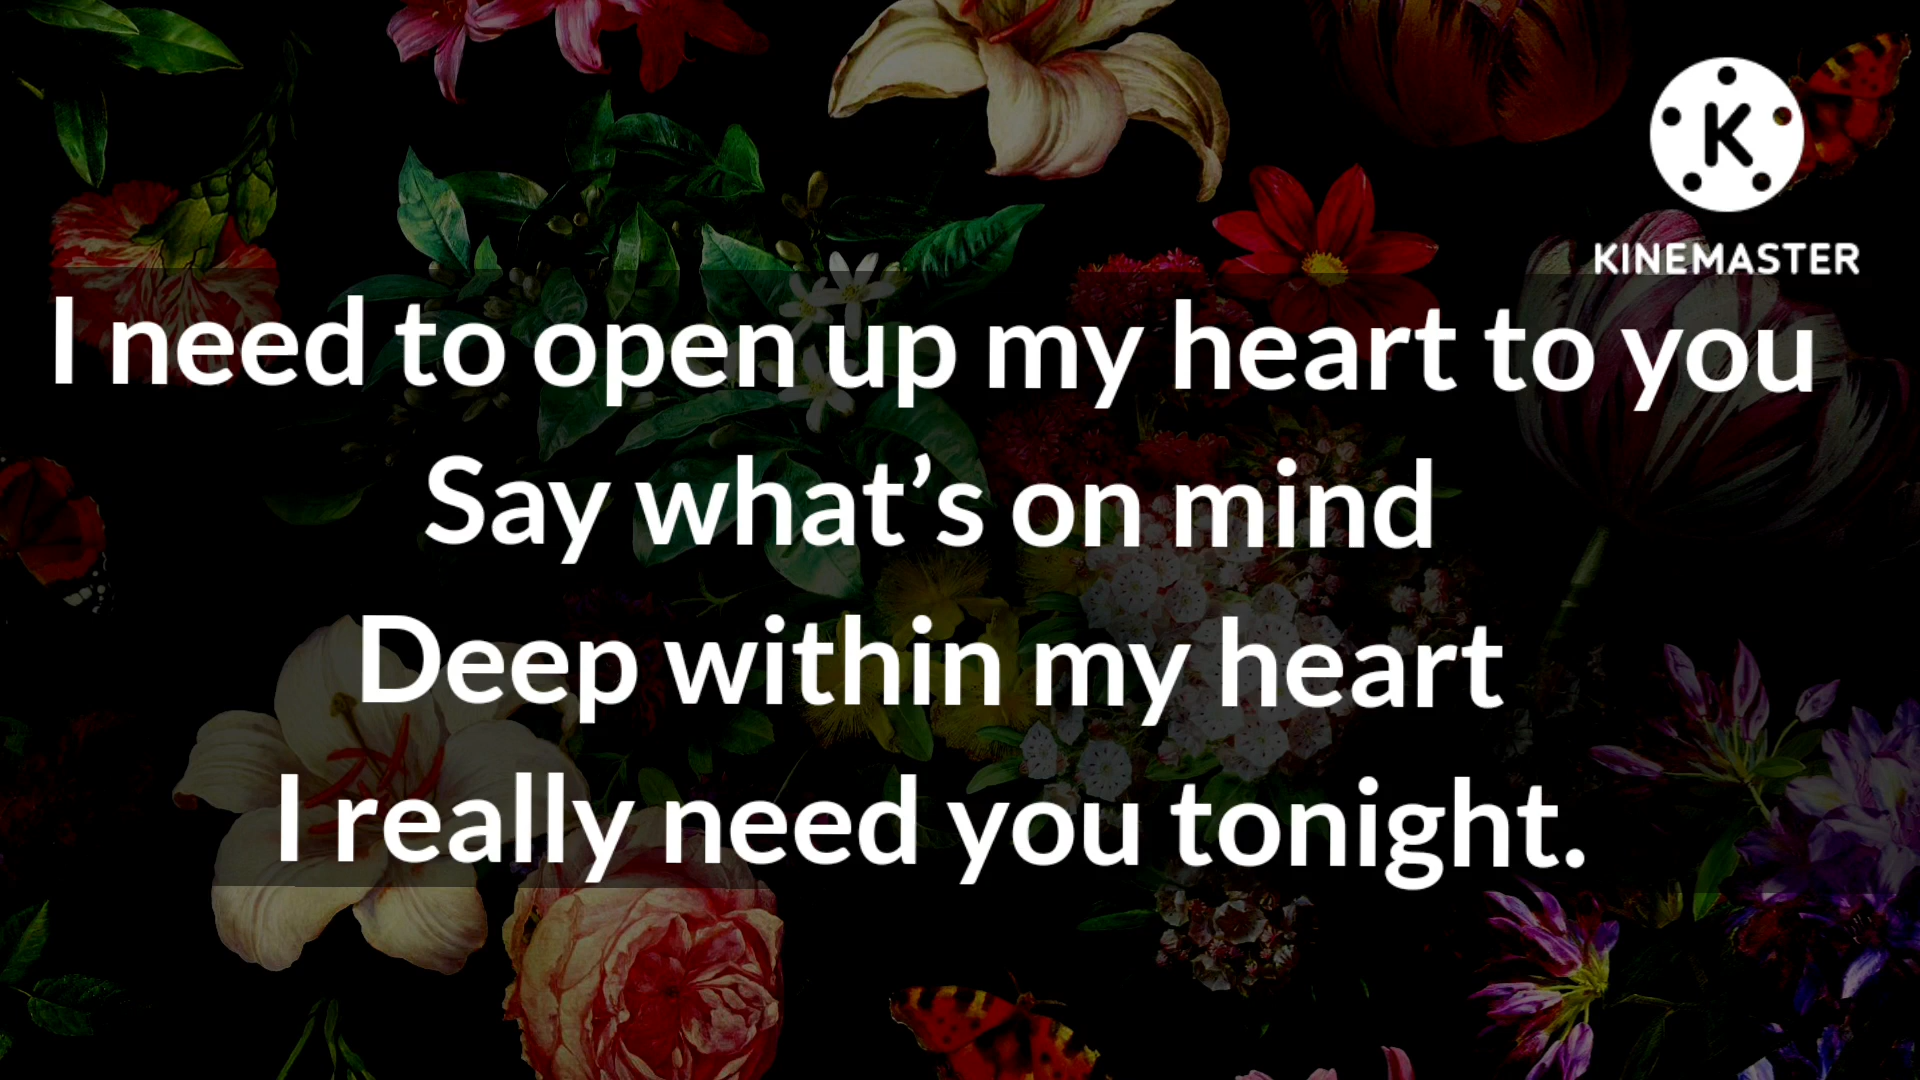 KINEMASTER
I need to open up my heart to you
Say what’s on mind
Deep within my heart
I really need you tonight.